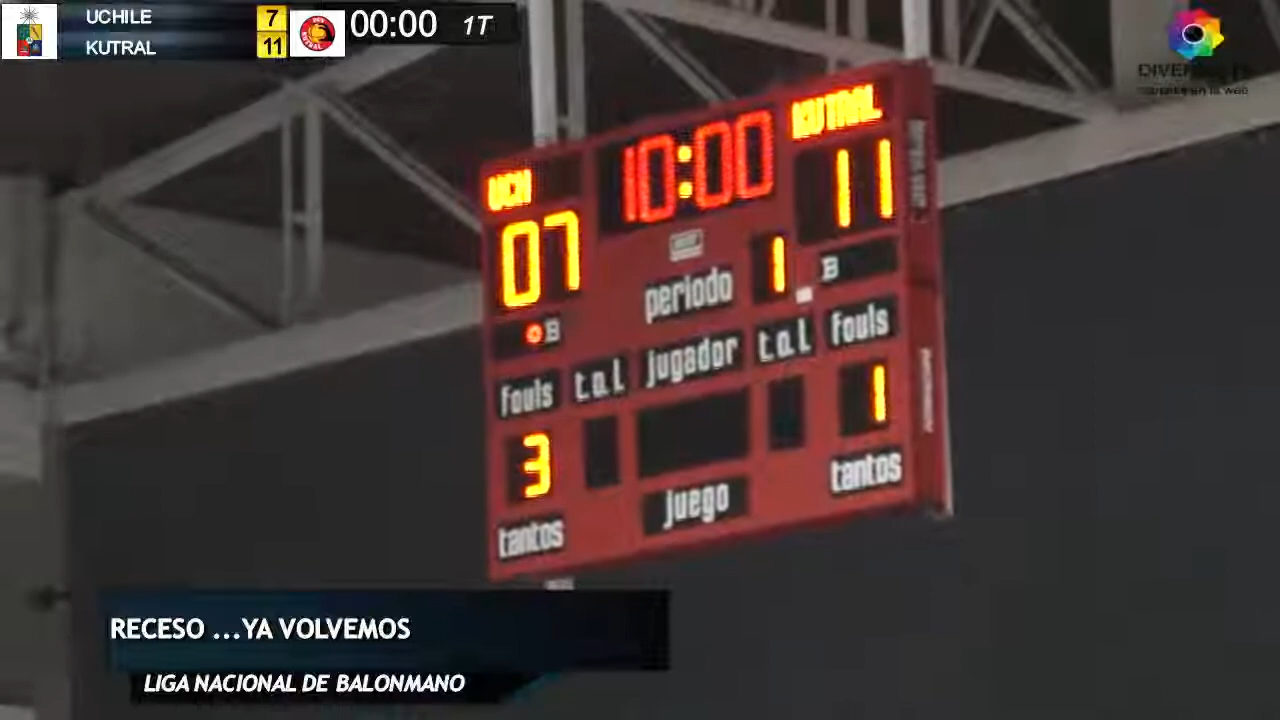 UCHILE 7
KUTRAL 11
00:00 1T
UCH 10:00 KUTRAL
07 11
periodo 1
B B
fouls t.o.l jugador t.o.l fouls
3 1
tantos juego tantos
RECESO ...YA VOLVEMOS
LIGA NACIONAL DE BALONMANO